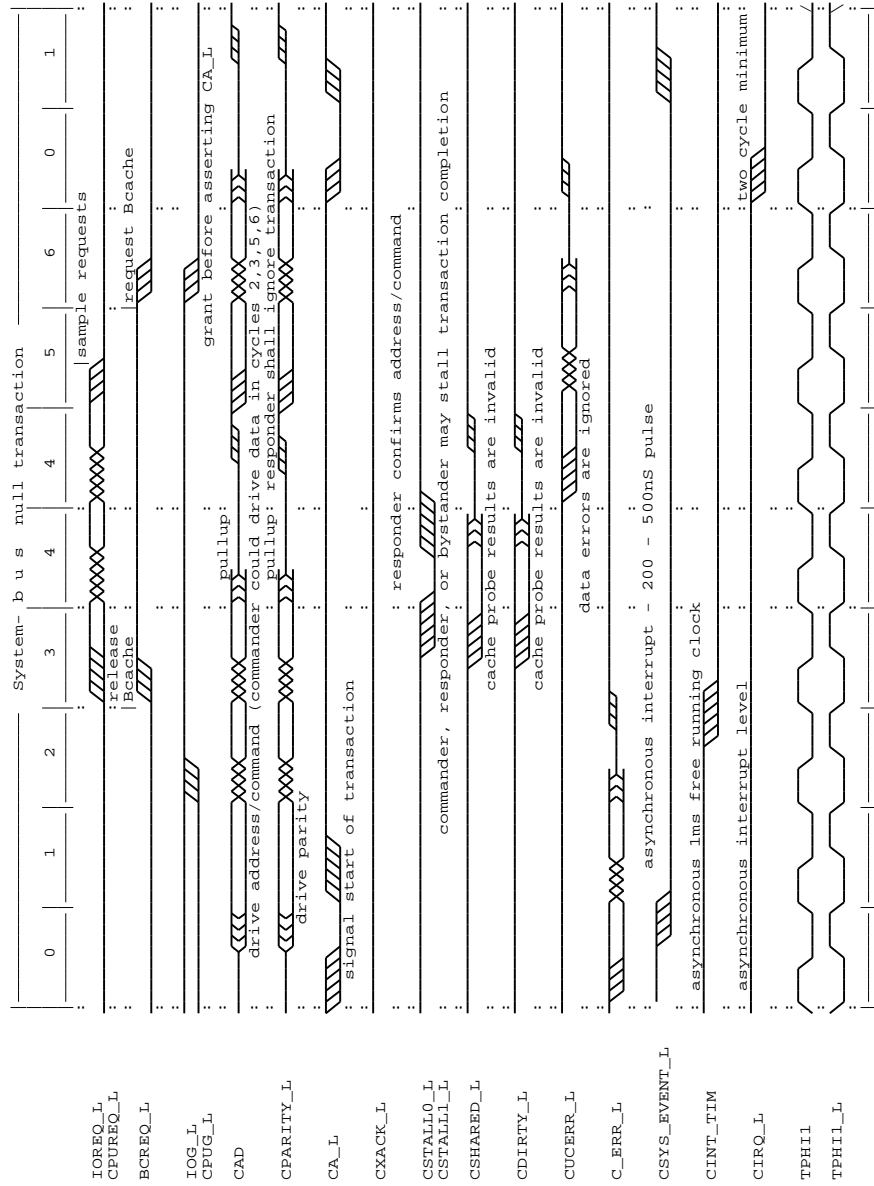 System- b u s null transaction
0 1 2 3 4 4 5 6 0 1
sample requests
IOREQ_L
CPUREQ_L
release
Bcache
request Bcache
BCREQ_L
IOG_L
CPUG_L
grant before asserting CA_L
pullup
CAD
drive address/command (commander could drive data in cycles 2,3,5,6)
pullup responder shall ignore transaction
CPARITY_L
drive parity
CA_L
signal start of transaction
CXACK_L
responder confirms address/command
CSTALL0_L
CSTALL1_L
commander, responder, or bystander may stall transaction completion
CSHARED_L
cache probe results are invalid
CDIRTY_L
cache probe results are invalid
CUCERR_L
data errors are ignored
C_ERR_L
asynchronous interrupt - 200 - 500nS pulse
CSYS_EVENT_L
asynchronous 1ms free running clock
CINT_TIM
asynchronous interrupt level
two cycle minimum
CIRQ_L
TPHI1
TPHI1_L